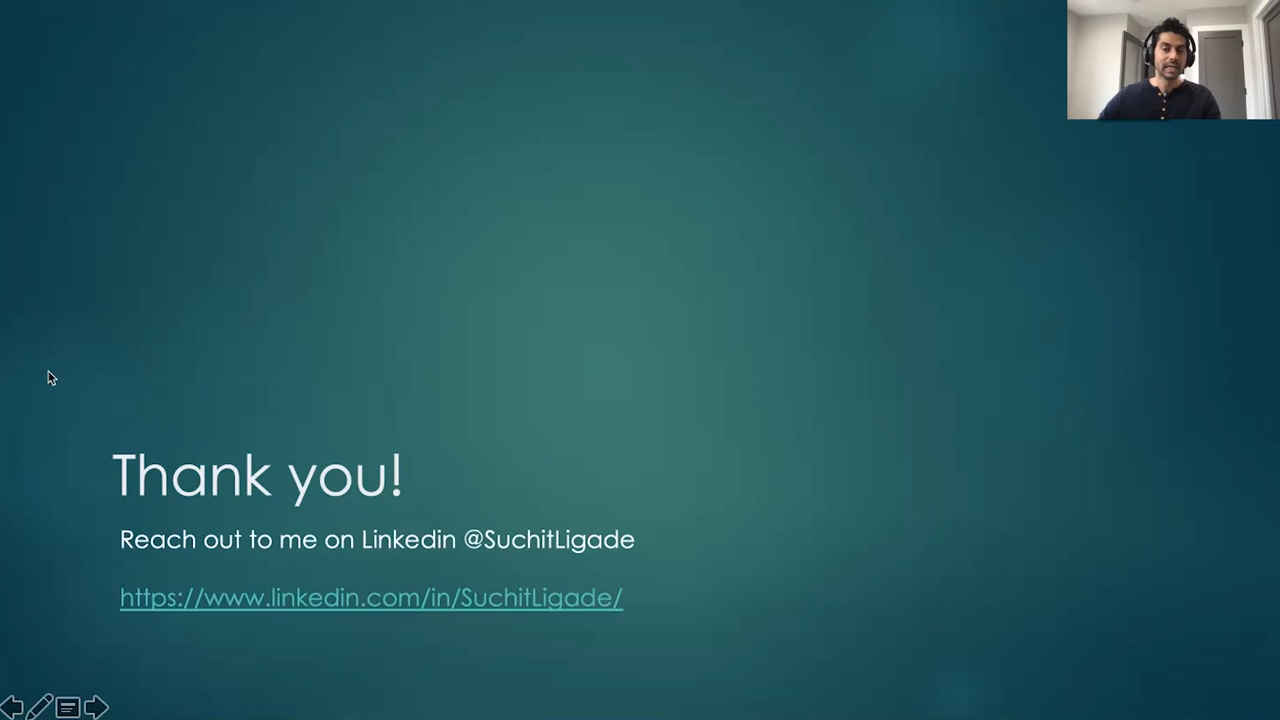 Thank you!
Reach out to me on Linkedin @SuchitLigade
https://www.linkedin.com/in/SuchitLigade/